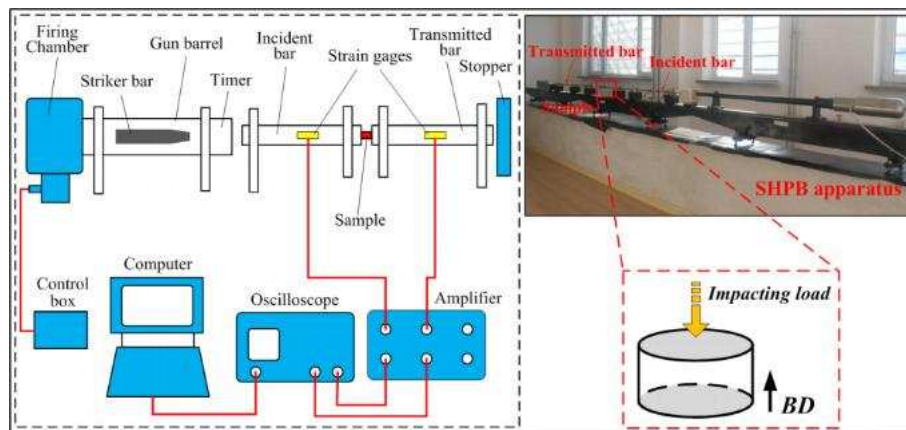 Firing
Chamber
Striker bar
Gun barrel
Timer
Incident
bar
Strain gages
Transmitted
bar
Stopper
Sample
Control
box
Computer
Oscilloscope
Amplifier
Transmitted bar
Incident bar
Sample
SHPB apparatus
Impacting load
BD